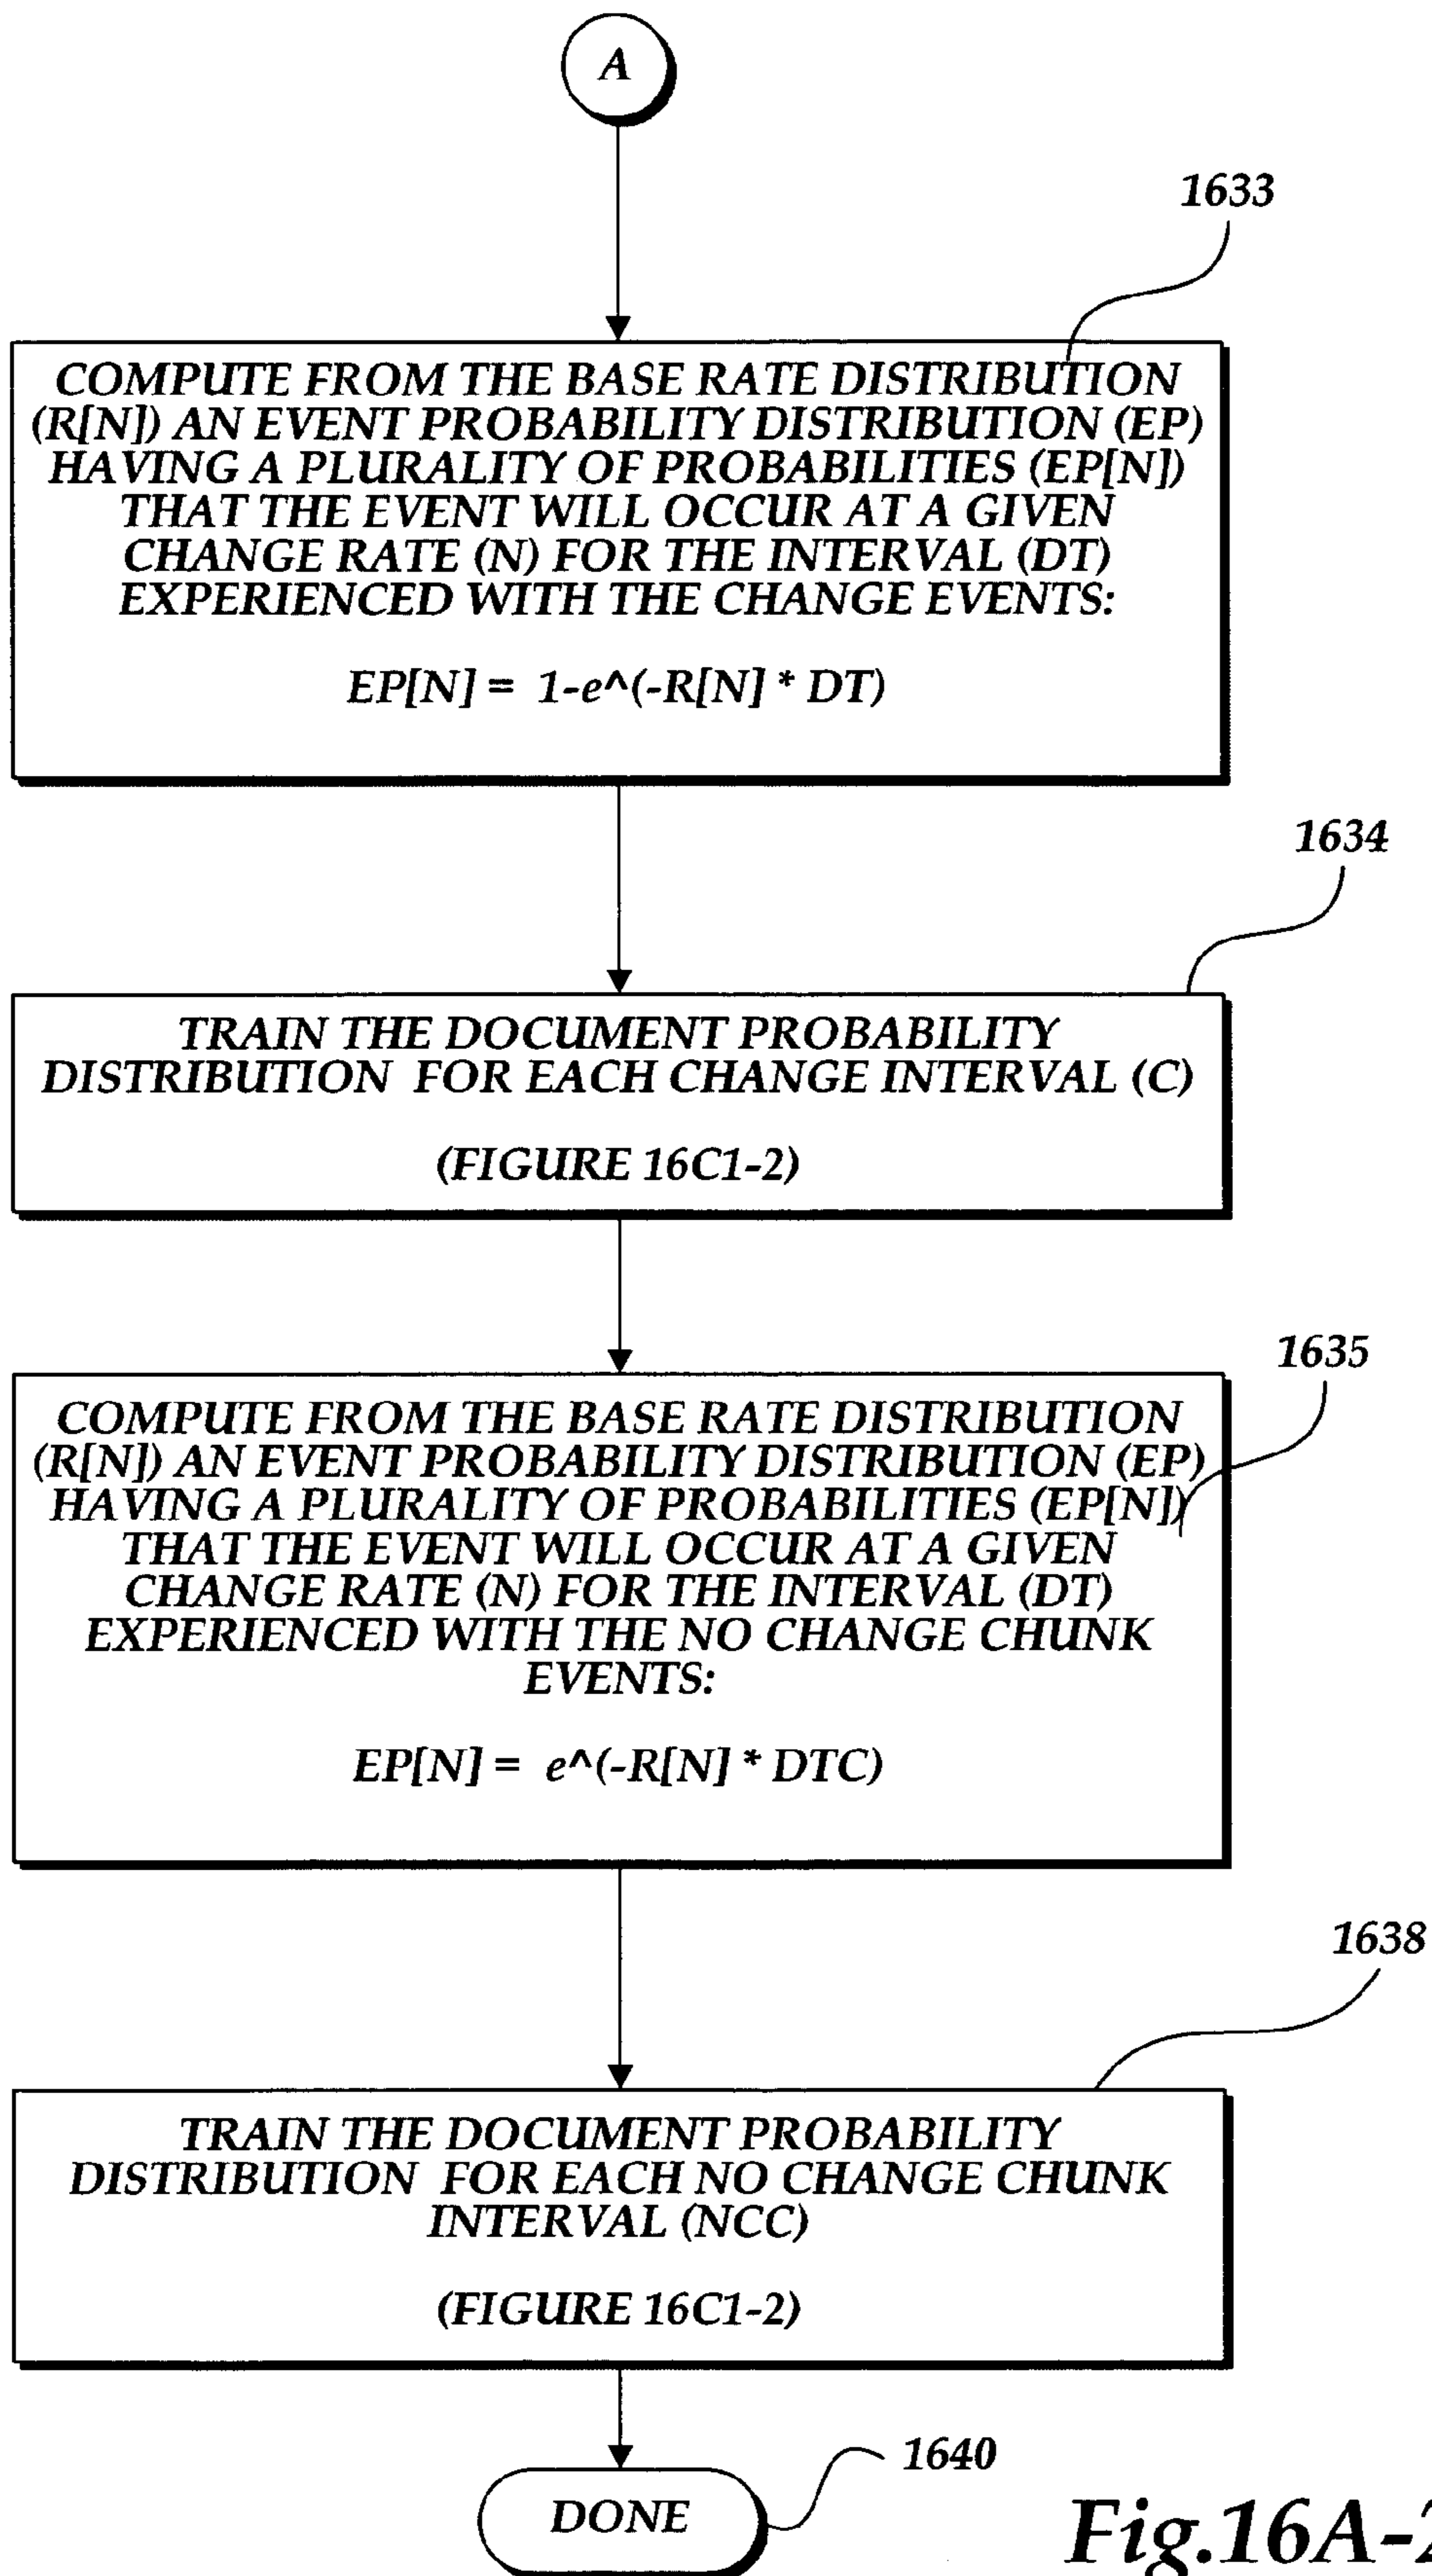 A
1633
COMPUTE FROM THE BASE RATE DISTRIBUTION
(R[N]) AN EVENT PROBABILITY DISTRIBUTION (EP)
HAVING A PLURALITY OF PROBABILITIES (EP[N])
THAT THE EVENT WILL OCCUR AT A GIVEN
CHANGE RATE (N) FOR THE INTERVAL (DT)
EXPERIENCED WITH THE CHANGE EVENTS:
EP[N] = 1-e^(-R[N] * DT)
1634
TRAIN THE DOCUMENT PROBABILITY
DISTRIBUTION FOR EACH CHANGE INTERVAL (C)
(FIGURE 16C1-2)
1635
COMPUTE FROM THE BASE RATE DISTRIBUTION
(R[N]) AN EVENT PROBABILITY DISTRIBUTION (EP)
HAVING A PLURALITY OF PROBABILITIES (EP[N])
THAT THE EVENT WILL OCCUR AT A GIVEN
CHANGE RATE (N) FOR THE INTERVAL (DT)
EXPERIENCED WITH THE NO CHANGE CHUNK
EVENTS:
EP[N] = e^(-R[N] * DTC)
1638
TRAIN THE DOCUMENT PROBABILITY
DISTRIBUTION FOR EACH NO CHANGE CHUNK
INTERVAL (NCC)
(FIGURE 16C1-2)
1640
DONE
Fig.16A-2